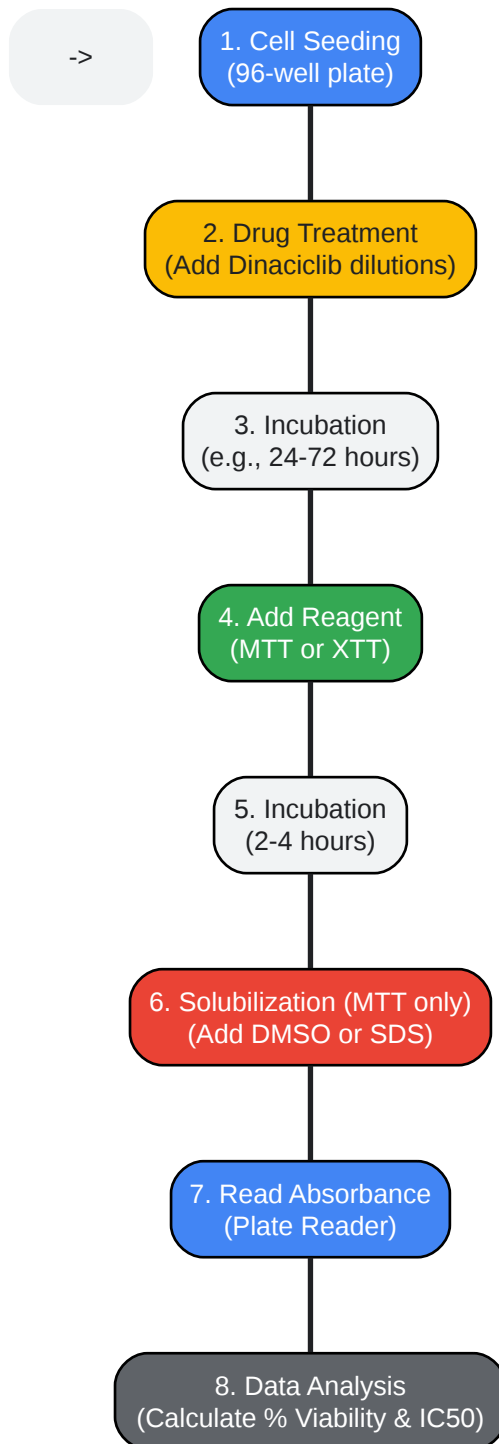 ->
1. Cell Seeding
(96-well plate)
2. Drug Treatment
(Add Dinaciclib dilutions)
3. Incubation
(e.g., 24-72 hours)
4. Add Reagent
(MTT or XTT)
5. Incubation
(2-4 hours)
6. Solubilization (MTT only)
(Add DMSO or SDS)
7. Read Absorbance
(Plate Reader)
8. Data Analysis
(Calculate % Viability & IC50)